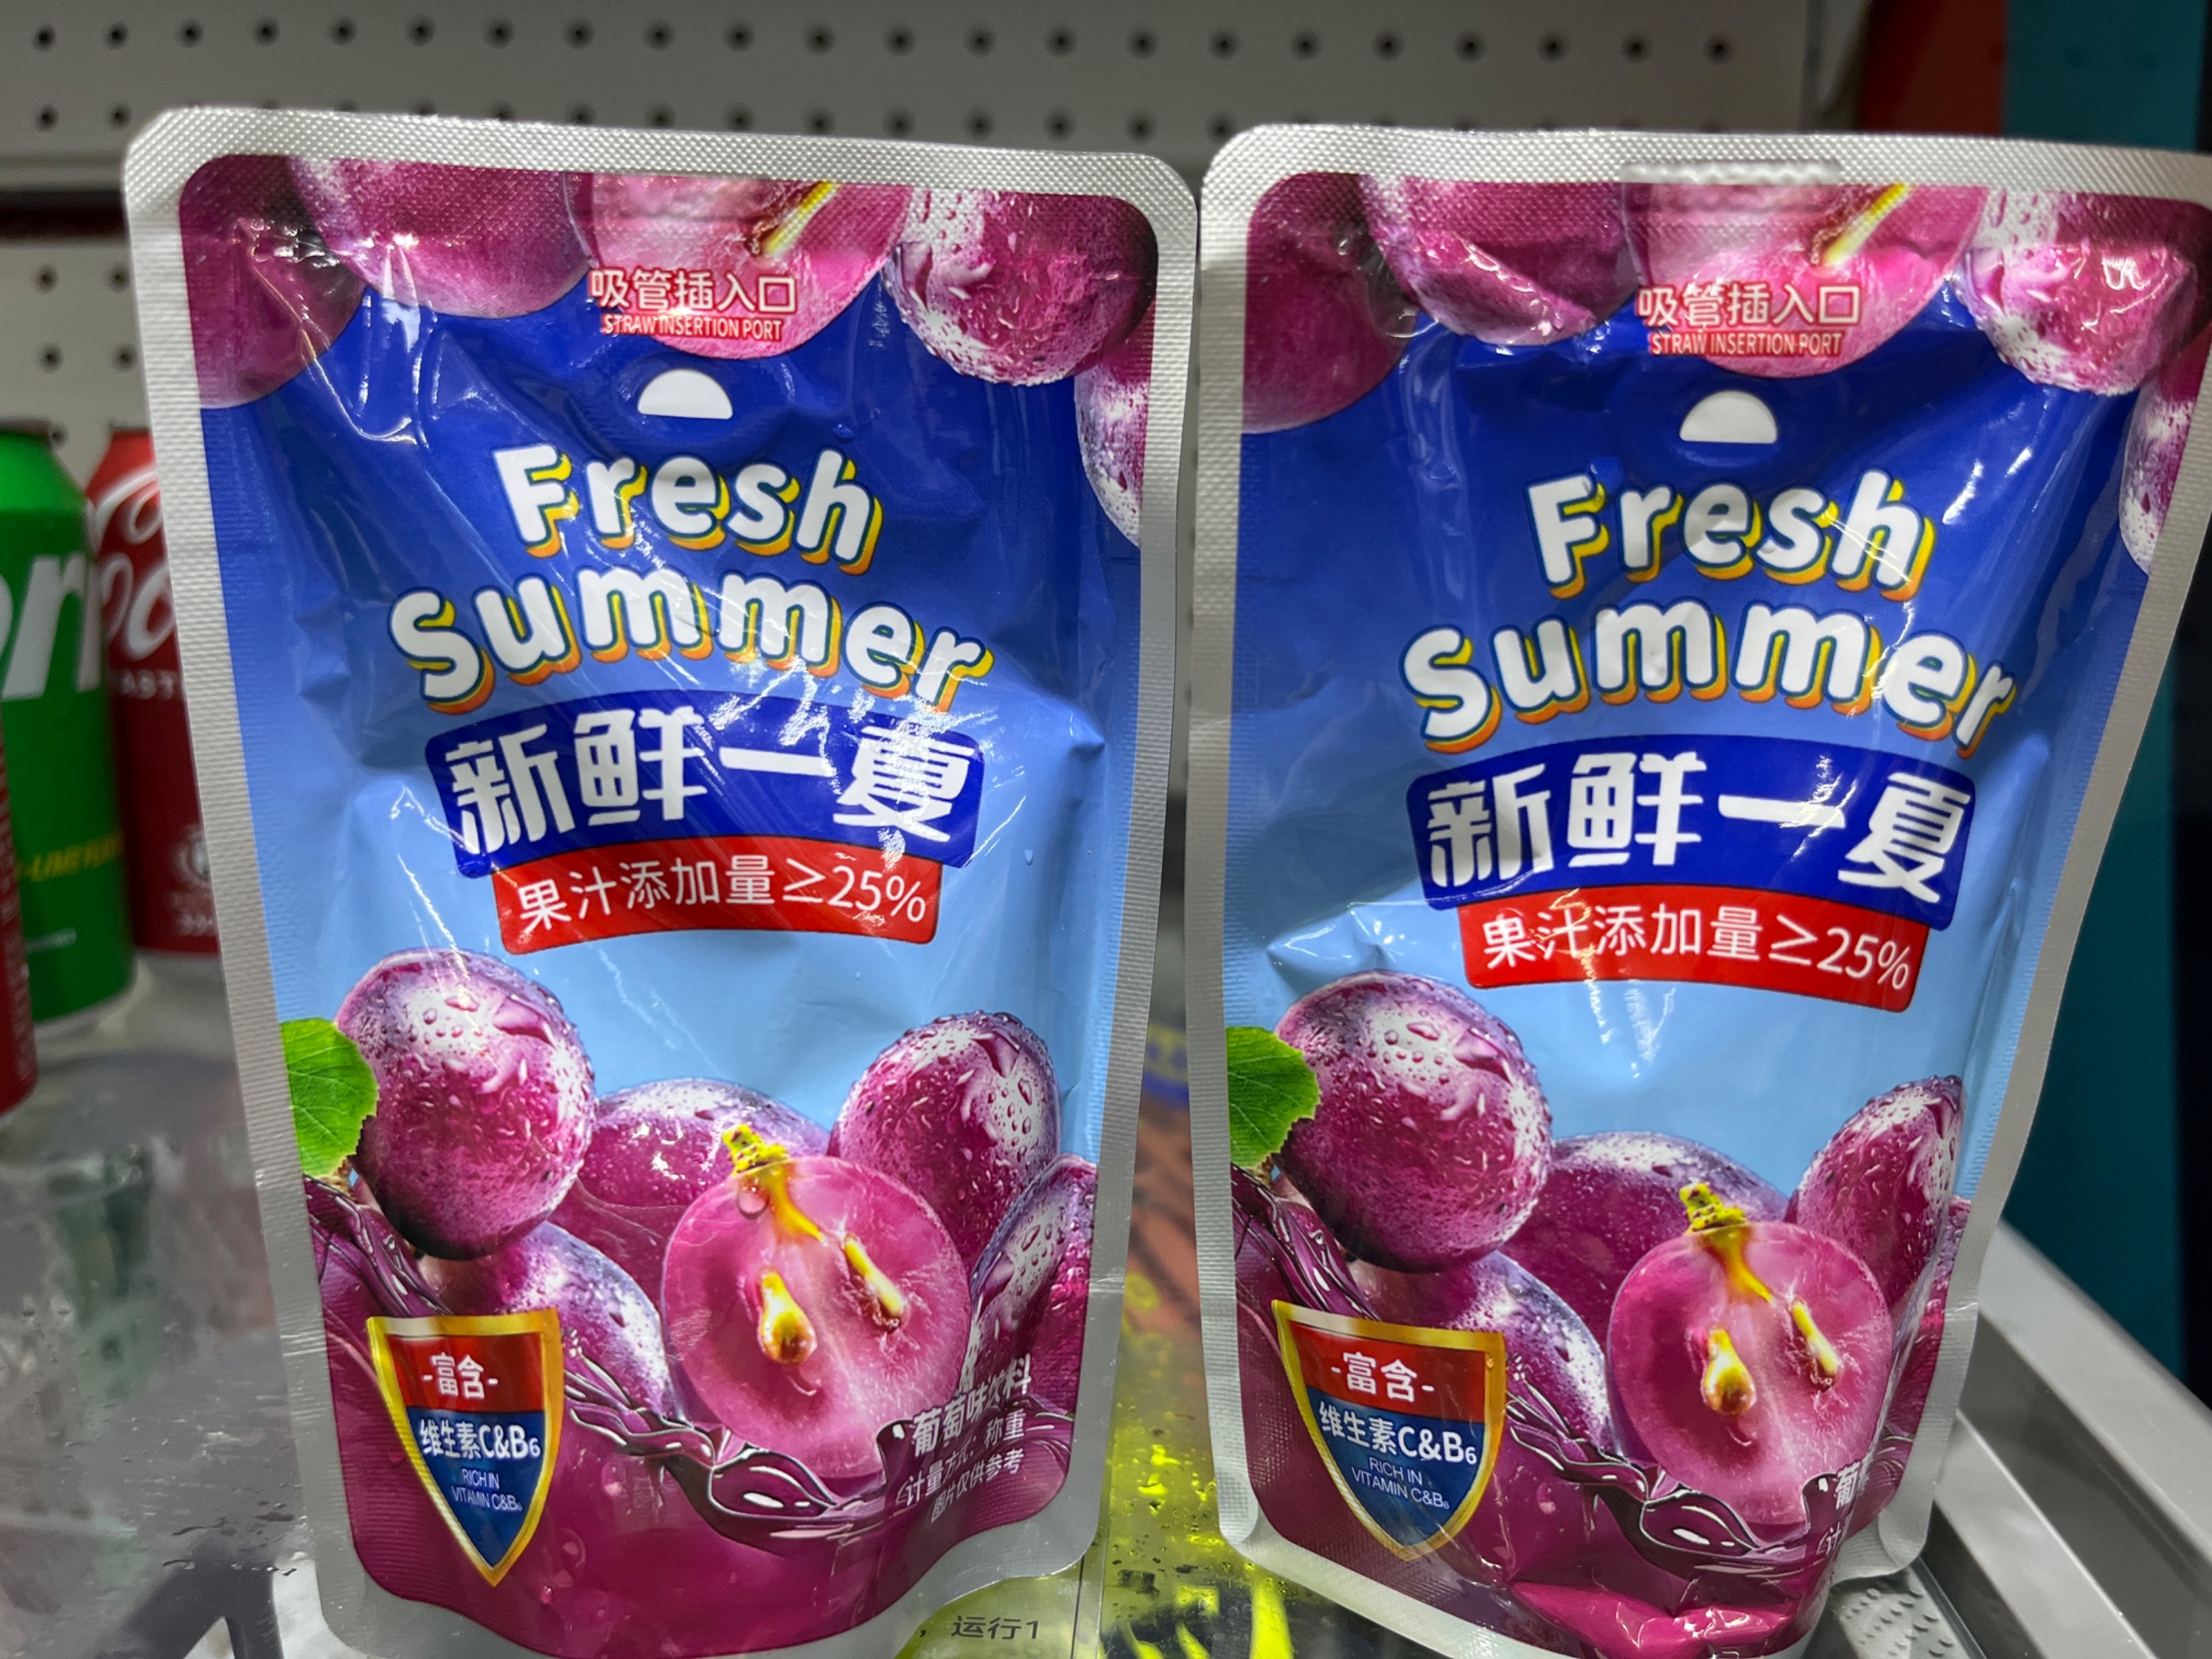 吸管插入口
STRAW INSERTION PORT
Fresh
Summer
新鲜一夏
果汁添加量≥25%
-富含-
维生素C&B6
RICH IN
VITAMIN C&B6
葡萄味饮料
计量方式：称重
图片仅供参考
吸管插入口
STRAW INSERTION PORT
Fresh
Summer
新鲜一夏
果汁添加量≥25%
-富含-
维生素C&B6
RICH IN
VITAMIN C&B6
葡
计
，运行1